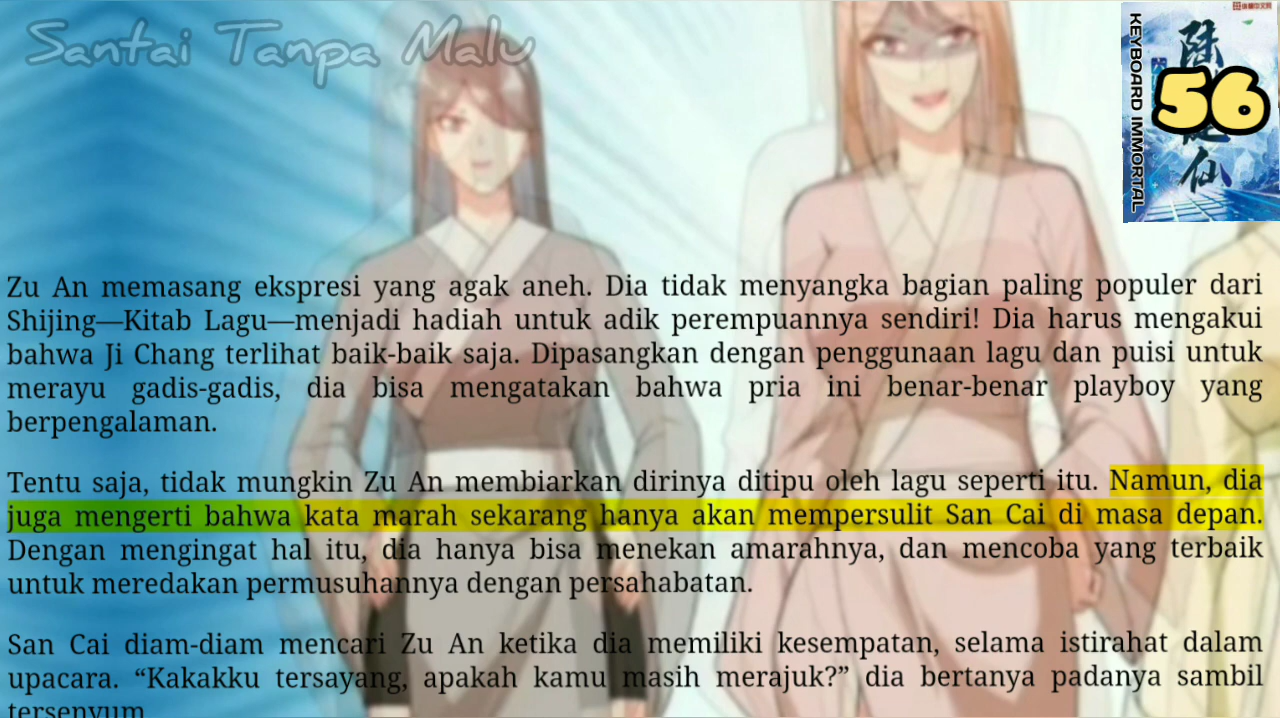 Santai Tanpa Malu
KEYBOARD IMMORTAL
56
Zu An memasang ekspresi yang agak aneh. Dia tidak menyangka bagian paling populer dari
Shijing—Kitab Lagu—menjadi hadiah untuk adik perempuannya sendiri! Dia harus mengakui
bahwa Ji Chang terlihat baik-baik saja. Dipasangkan dengan penggunaan lagu dan puisi untuk
merayu gadis-gadis, dia bisa mengatakan bahwa pria ini benar-benar playboy yang
berpengalaman.
Tentu saja, tidak mungkin Zu An membiarkan dirinya ditipu oleh lagu seperti itu. Namun, dia
juga mengerti bahwa kata marah sekarang hanya akan mempersulit San Cai di masa depan.
Dengan mengingat hal itu, dia hanya bisa menekan amarahnya, dan mencoba yang terbaik
untuk meredakan permusuhannya dengan persahabatan.
San Cai diam-diam mencari Zu An ketika dia memiliki kesempatan, selama istirahat dalam
upacara. “Kakakku tersayang, apakah kamu masih merajuk?” dia bertanya padanya sambil
tersenyum